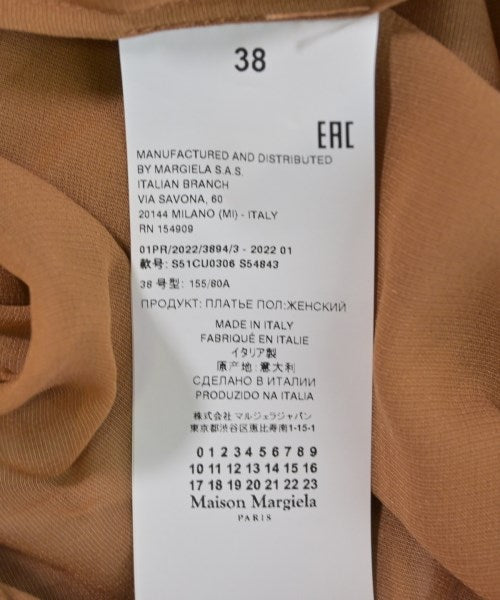 38
EAC
MANUFACTURED AND DISTRIBUTED
BY MARGIELA S.A.S.
ITALIAN BRANCH
VIA SAVONA, 60
20144 MILANO (MI) - ITALY
RN 154909
01PR/2022/3894/3 - 2022 01
款号: S51CU0306 S54843
38 号型: 155/80A
ПРОДУКТ: ПЛАТЬЕ ПОЛ:ЖЕНСКИЙ
MADE IN ITALY
FABRIQUÉ EN ITALIE
イタリア製
原产地: 意大利
СДЕЛАНО В ИТАЛИИ
PRODUZIDO NA ITALIA
株式会社 マルジェラジャパン
東京都渋谷区恵比寿南1-15-1
0 1 2 3 4 5 6 7 8 9
10 11 12 13 14 15 16
17 18 19 20 21 22 23
Maison Margiela
PARIS